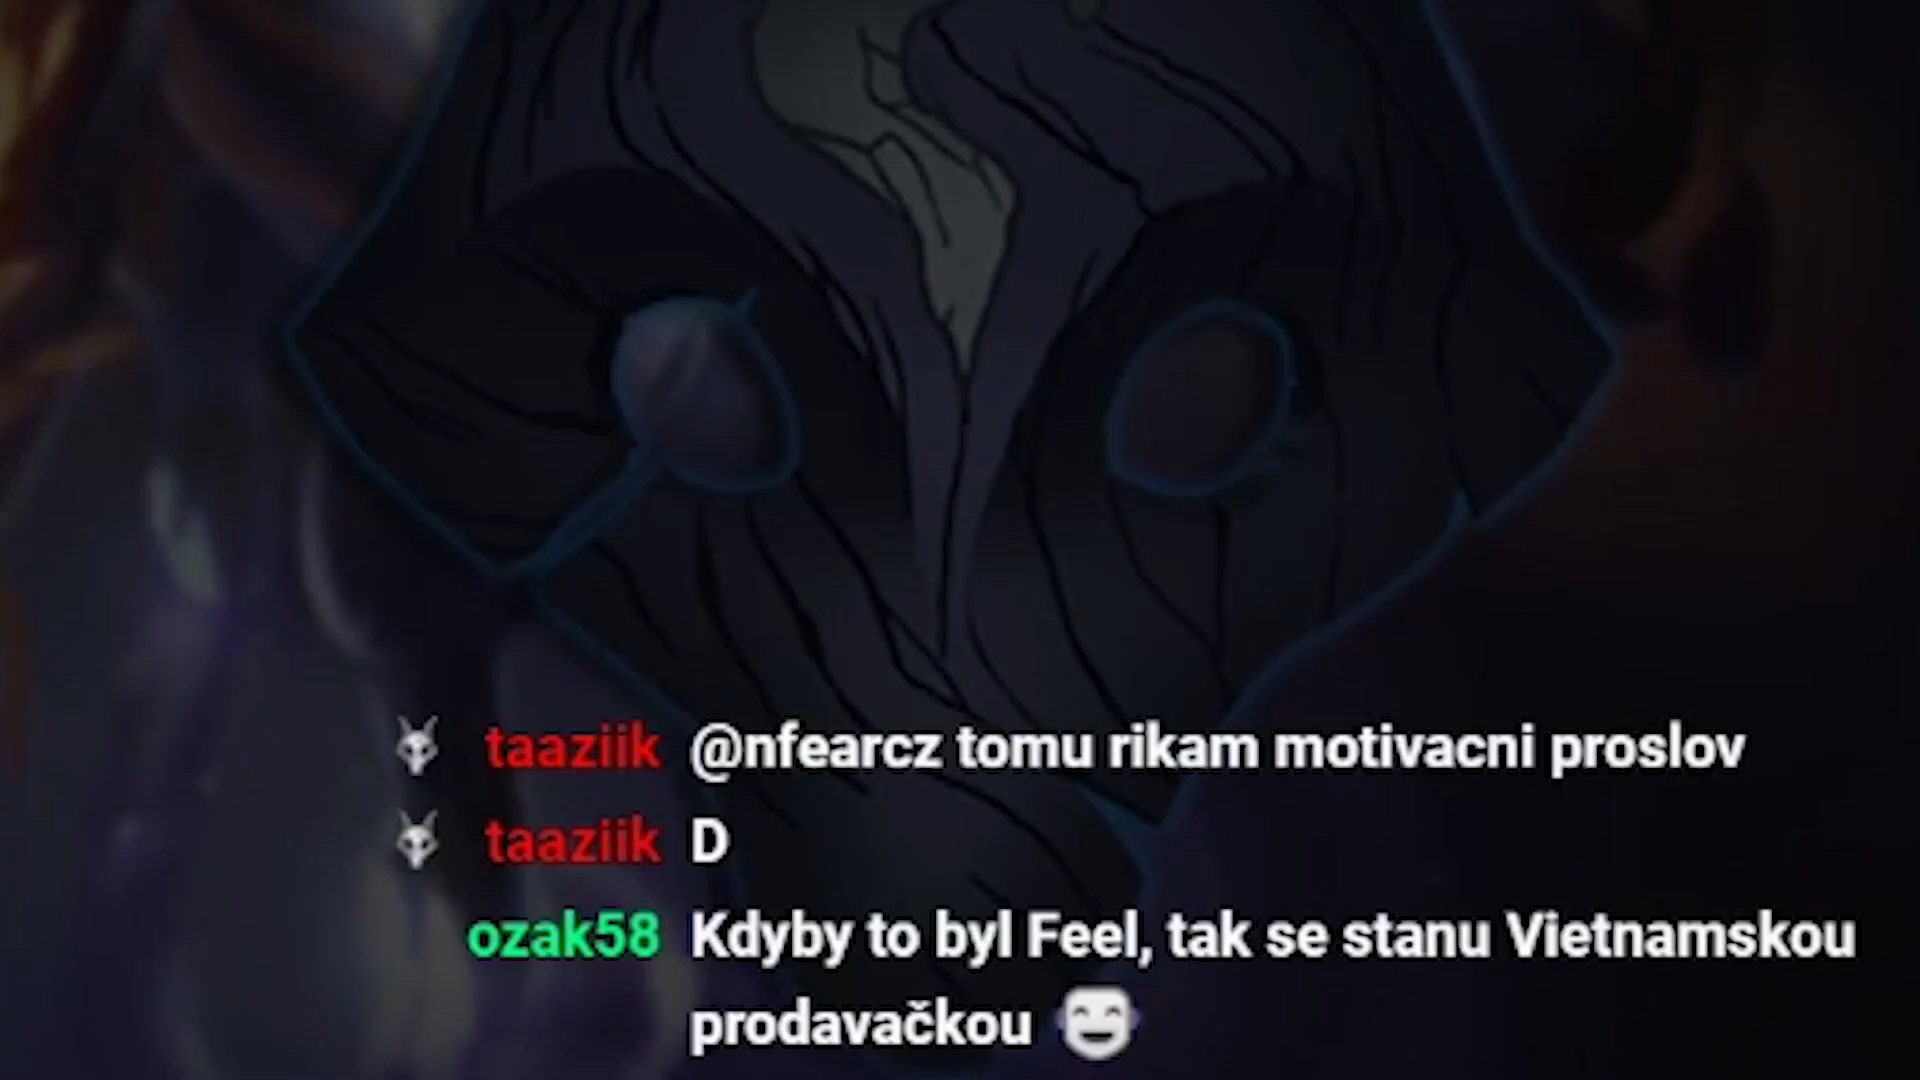 taaziik @nfearcz tomu rikam motivacni proslov
taaziik D
ozak58 Kdyby to byl Feel, tak se stanu Vietnamskou
prodavačkou